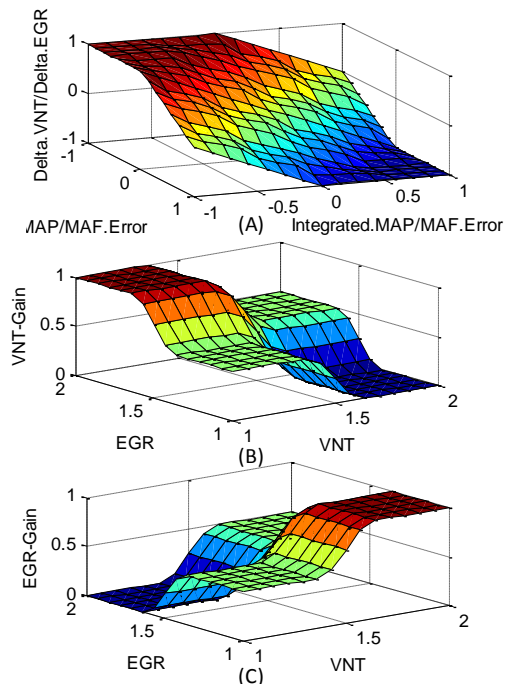 Delta.VNT/Delta.EGR
1
0
-1
-1
0
1
-1
-0.5
0
0.5
1
MAP/MAF.Error
(A)
Integrated.MAP/MAF.Error
VNT-Gain
1
0.5
0
2
1.5
1
1
1.5
2
EGR
VNT
(B)
EGR-Gain
1
0.5
0
2
1.5
1
1
1.5
2
EGR
VNT
(C)